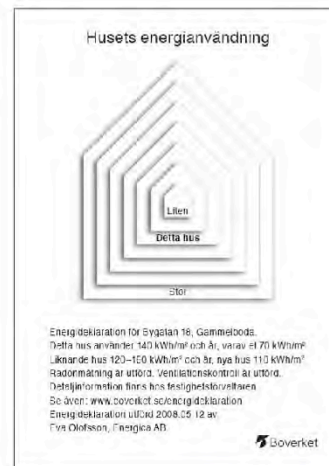 Husets energianvändning
Liten
Detta hus
Stor
Energideklaration för Bygatan 18, Gammelboda.
Detta hus använder 140 kWh/m² och år, varav el 70 kWh/m²
Liknande hus 120–160 kWh/m² och år, nya hus 110 kWh/m²
Radonmätning är utförd. Ventilationskontroll är utförd.
Detaljinformation finns hos fastighetsförvaltaren
Se även: www.boverket.se/energideklaration
Energideklaration utförd 2008.05.12 av:
Eva Olofsson, Energica AB
Boverket